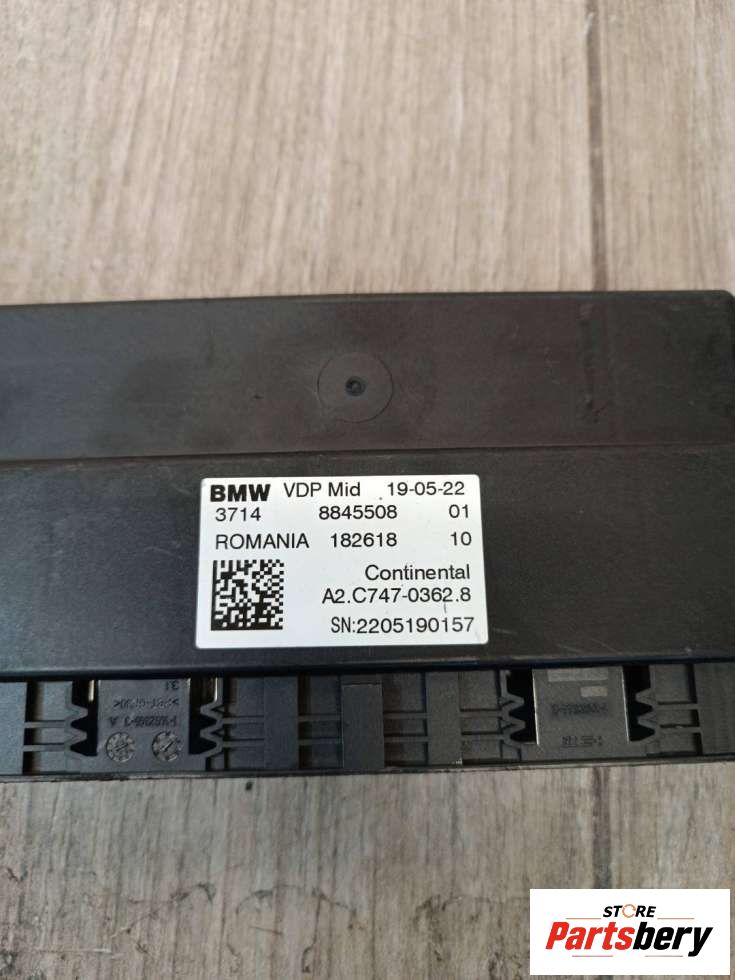 BMW VDP Mid 19-05-22
3714 8845508 01
ROMANIA 182618 10
Continental
A2.C747-0362.8
SN:2205190157
31
STORE
Partsbery